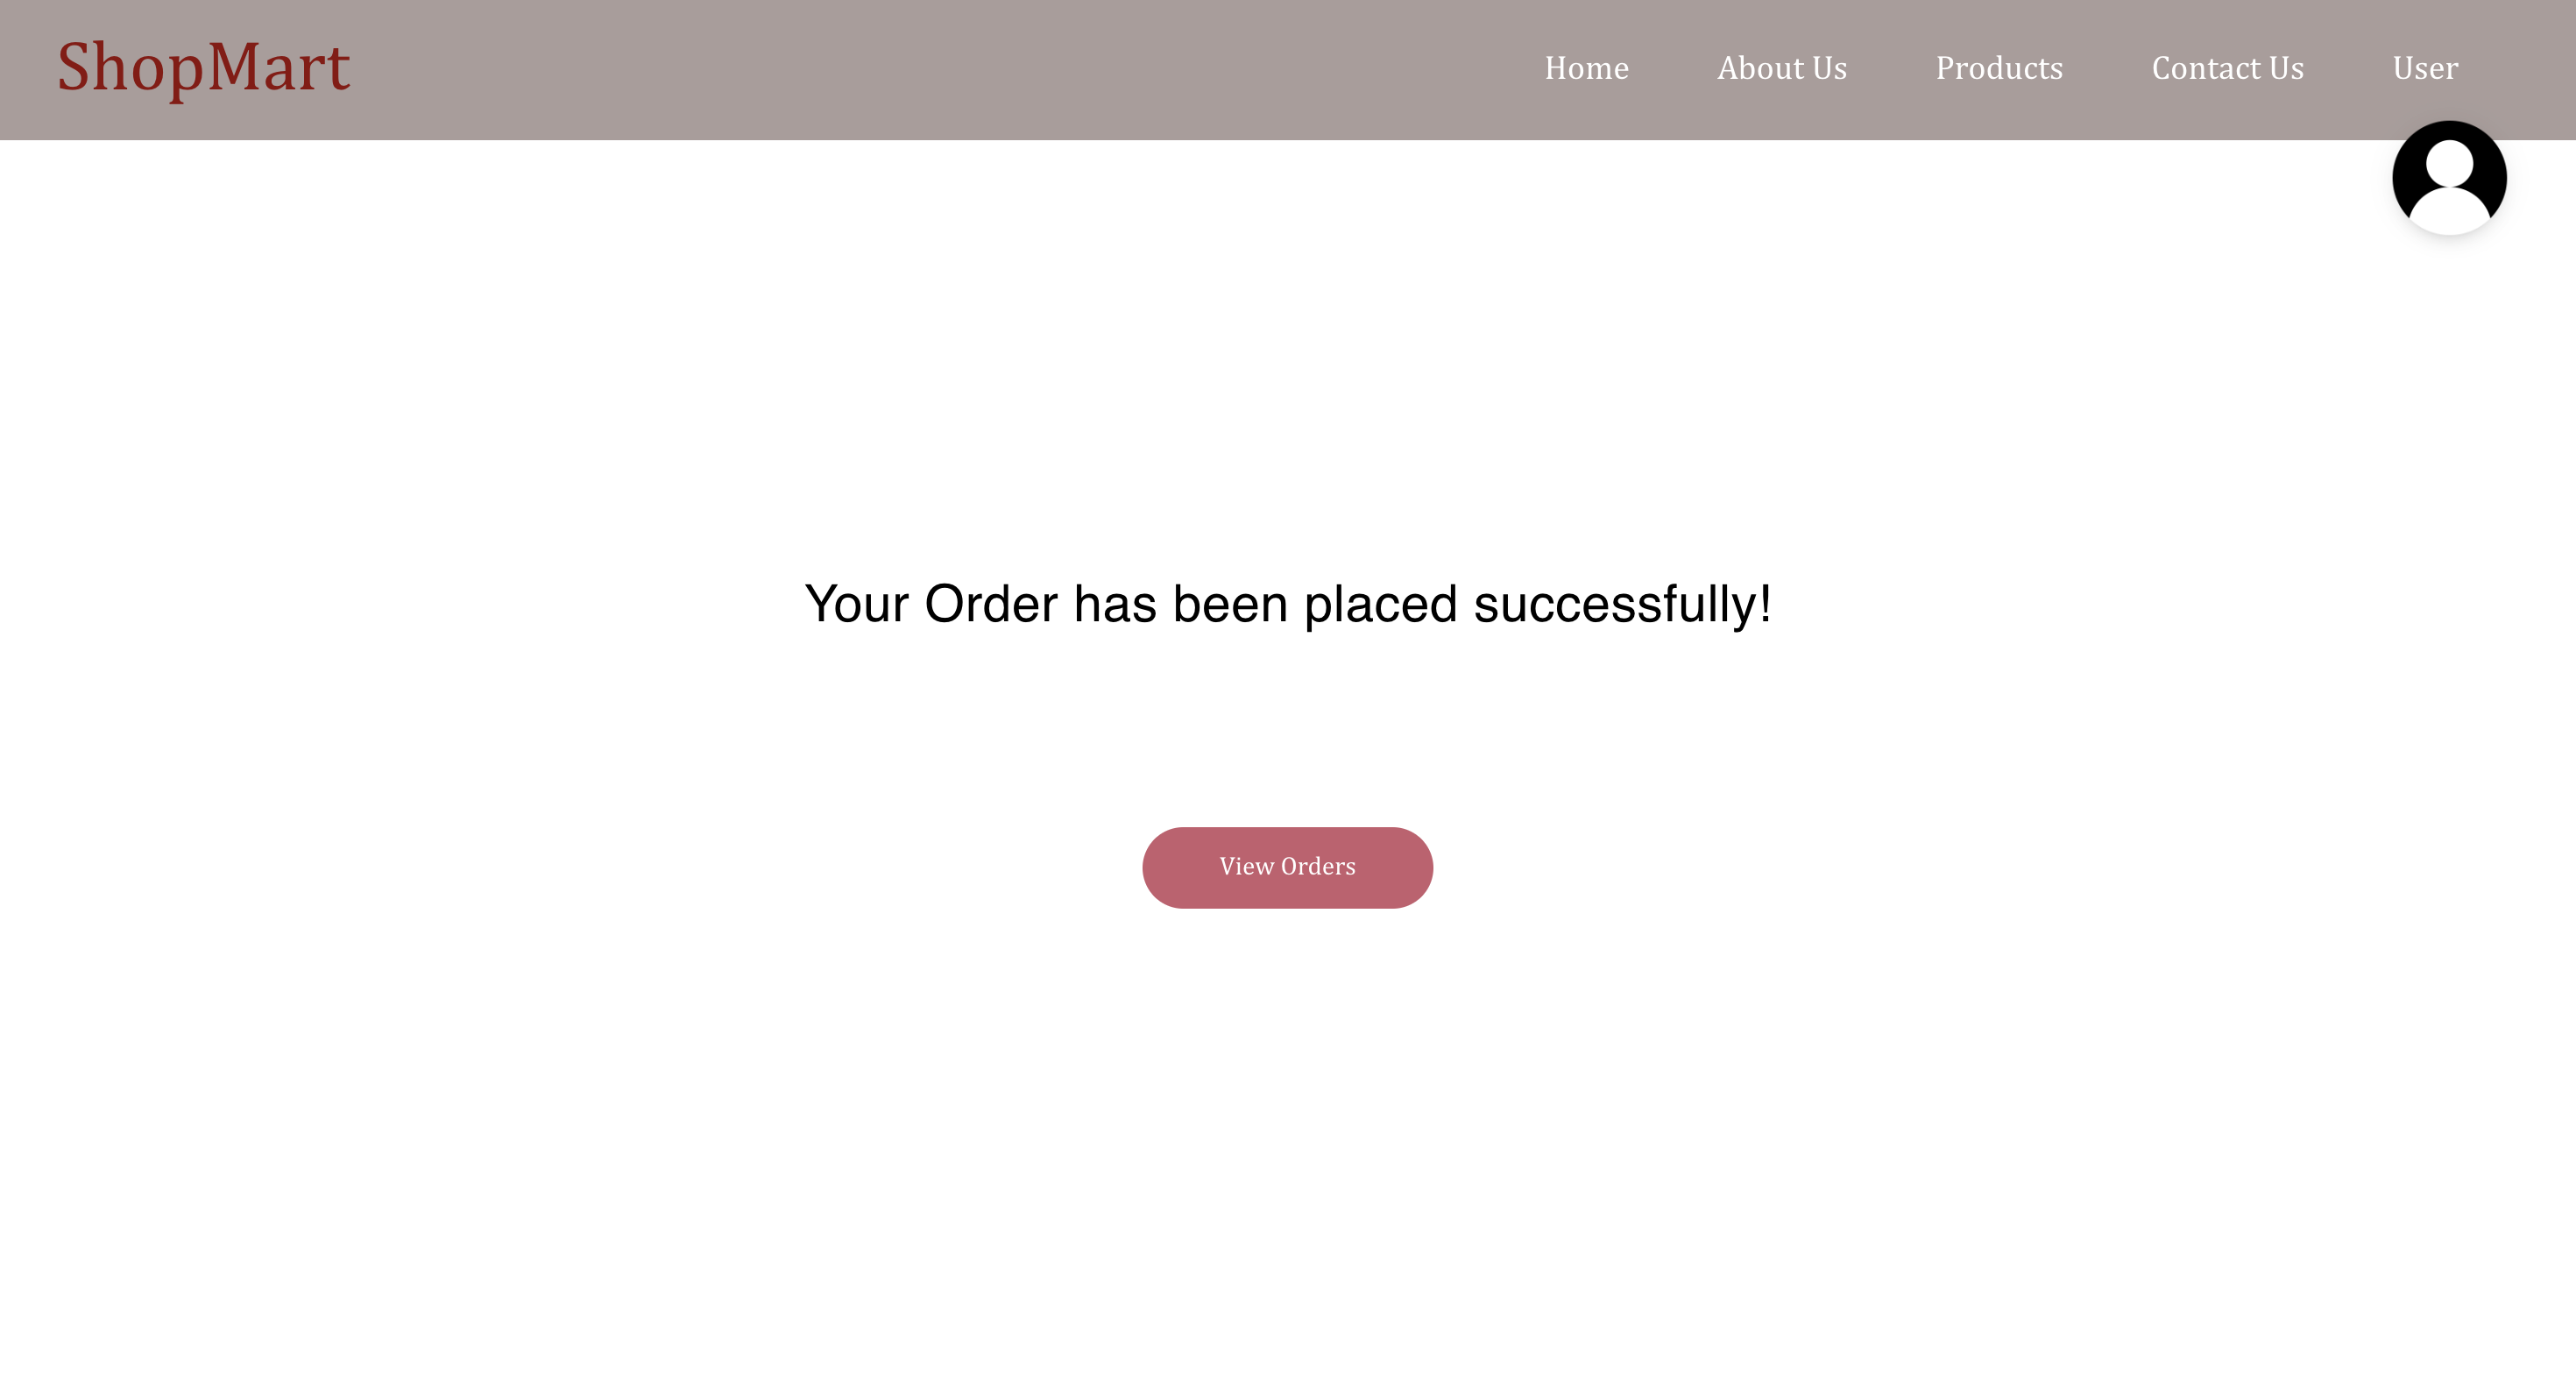 ShopMart
Home About Us Products Contact Us User
Your Order has been placed successfully!
View Orders